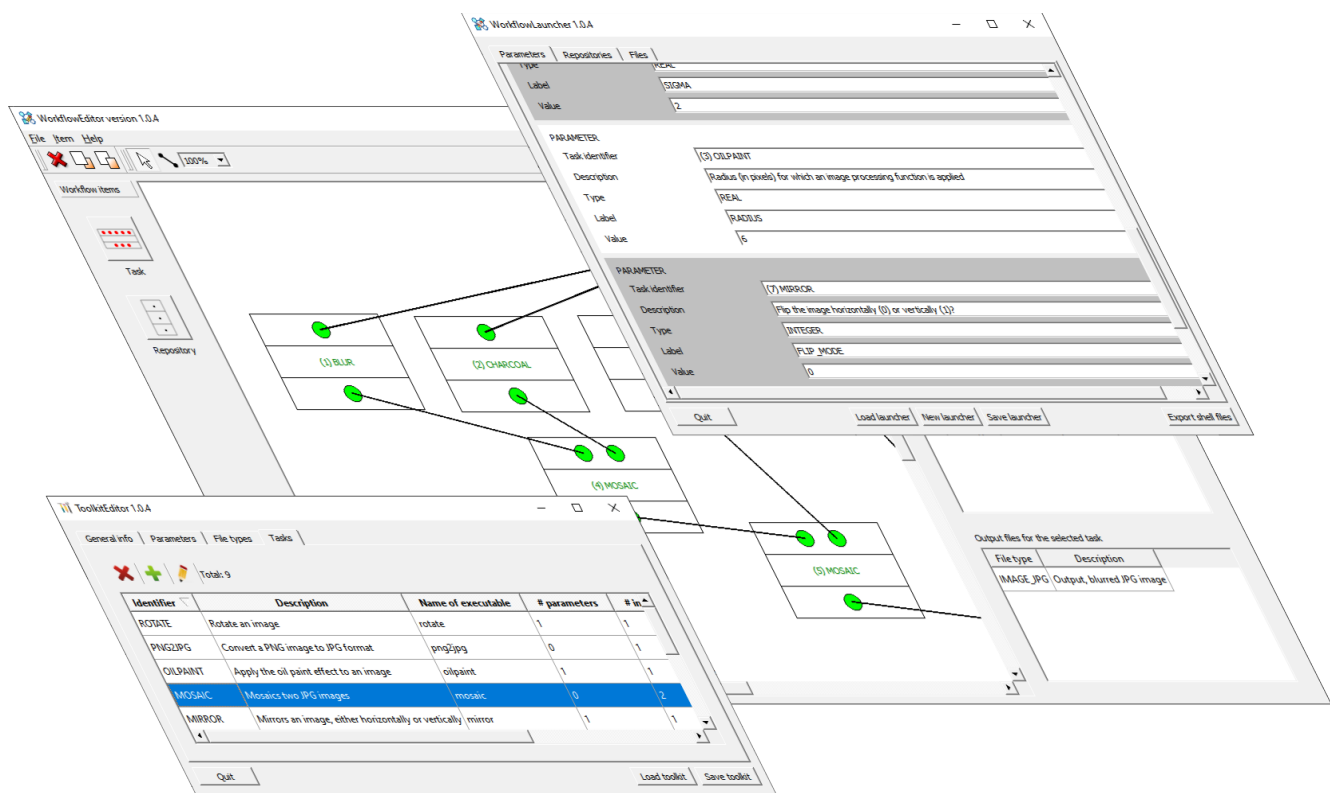 WorkflowLauncher 1.0.4
Parameters Repositories Files
Type REAL
Label SIGMA
Value 2
PARAMETER
Task identifier (3) OILPAINT
Description Radius (in pixels) for which an image processing function is applied
Type REAL
Label RADIUS
Value 6
PARAMETER
Task identifier (7) MIRROR
Description Flip the image horizontally (0) or vertically (1)?
Type INTEGER
Label FLIP_MODE
Value 0
Quit Load launcher New launcher Save launcher Export shell files
WorkflowEditor version 1.0.4
File Item Help
100%
Workflow items
Task
Repository
(1) BLUR
(2) CHARCOAL
(4) MOSAIC
(5) MOSAIC
Output files for the selected task
File type Description
IMAGE_JPG Output, blurred JPG image
ToolkitEditor 1.0.4
General info Parameters File types Tasks
Total: 9
Identifier Description Name of executable # parameters # in
ROTATE Rotate an image rotate 1 1
PNG2JPG Convert a PNG image to JPG format png2jpg 0 1
OILPAINT Apply the oil paint effect to an image oilpaint 1 1
MOSAIC Mosaics two JPG images mosaic 0 2
MIRROR Mirrors an image, either horizontally or vertically mirror 1 1
Quit Load toolkit Save toolkit